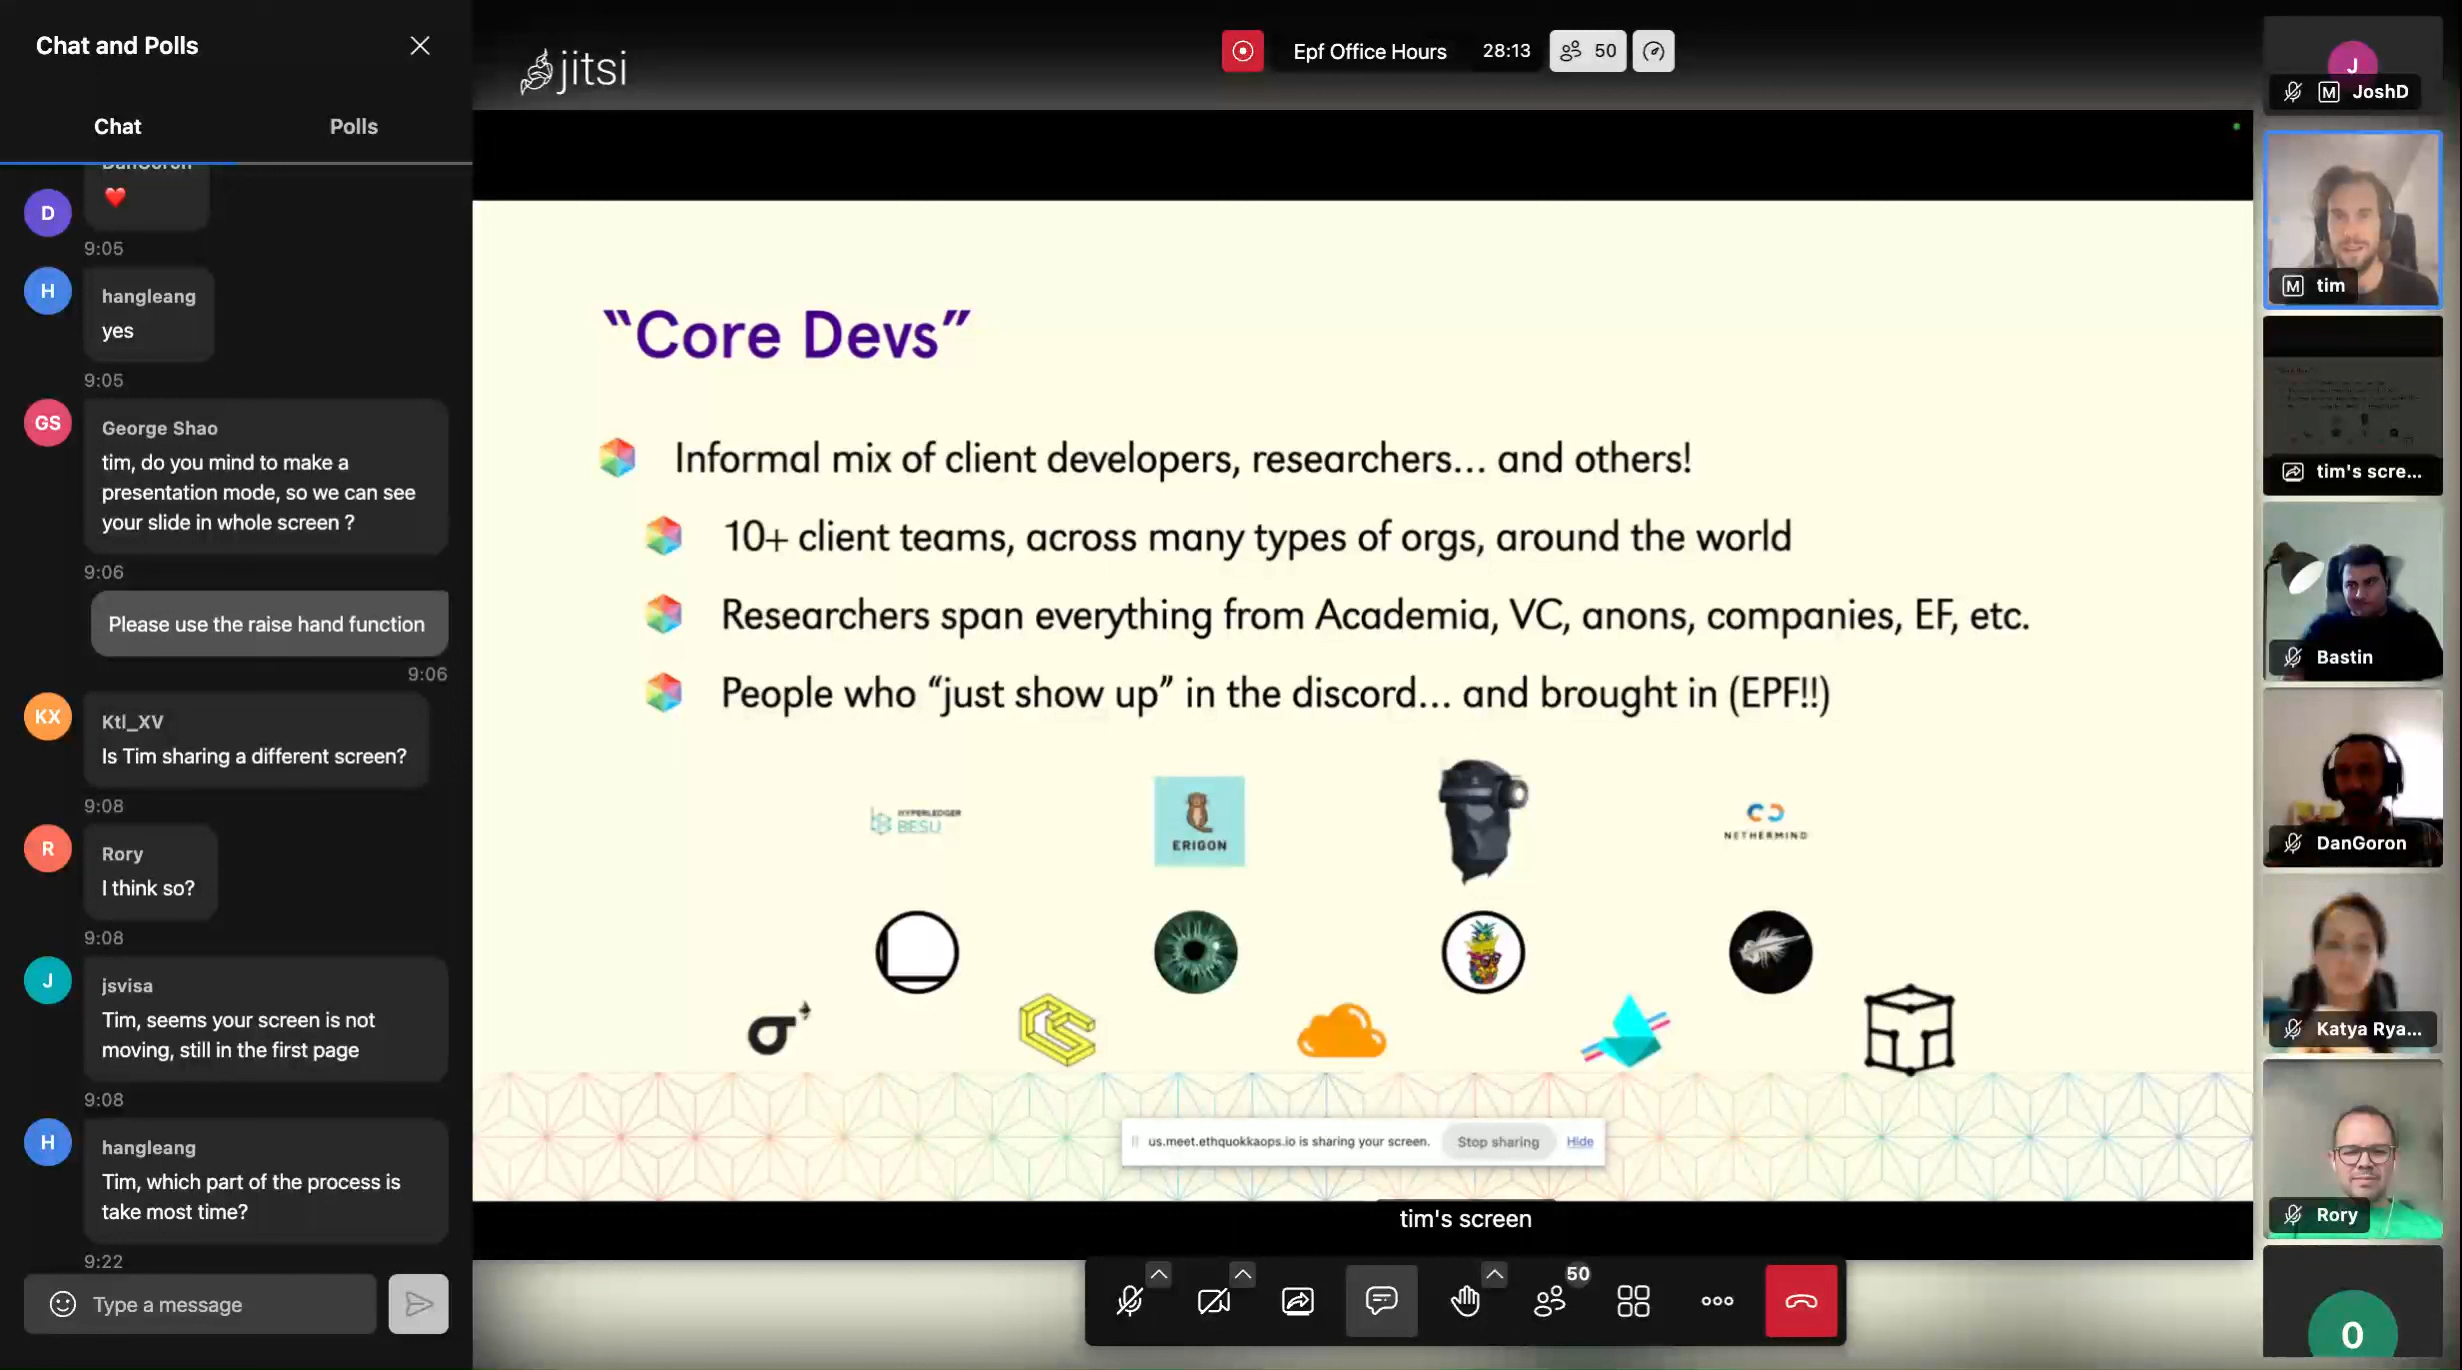 Chat and Polls
Chat
Polls
DanGoron
❤️
D
9:05
H
hangleang
yes
9:05
GS
George Shao
tim, do you mind to make a
presentation mode, so we can see
your slide in whole screen ?
9:06
Please use the raise hand function
9:06
KX
Ktl_XV
Is Tim sharing a different screen?
9:08
R
Rory
I think so?
9:08
J
jsvisa
Tim, seems your screen is not
moving, still in the first page
9:08
H
hangleang
Tim, which part of the process is
take most time?
9:22
Type a message
jitsi
Epf Office Hours
28:13
50
“Core Devs”
Informal mix of client developers, researchers... and others!
10+ client teams, across many types of orgs, around the world
Researchers span everything from Academia, VC, anons, companies, EF, etc.
People who “just show up” in the discord... and brought in (EPF!!)
HYPERLEDGER
BESU
ERIGON
NETHERMIND
us.meet.ethquokkaops.io is sharing your screen.
Stop sharing
Hide
tim's screen
50
J
M JoshD
M tim
tim's scre...
Bastin
DanGoron
Katya Rya...
Rory
0